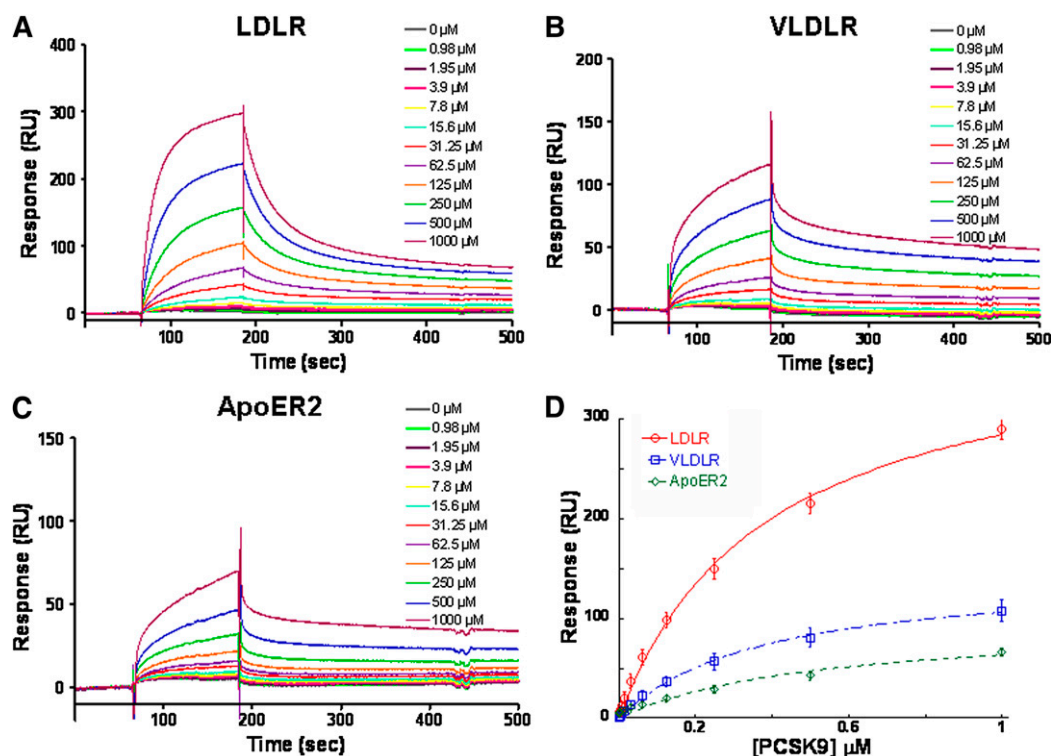 A
LDLR
Response (RU)
400
300
200
100
0
100
200
300
400
500
Time (sec)
0 µM
0.98 µM
1.95 µM
3.9 µM
7.8 µM
15.6 µM
31.25 µM
62.5 µM
125 µM
250 µM
500 µM
1000 µM
B
VLDLR
Response (RU)
200
150
100
50
0
100
200
300
400
500
Time (sec)
0 µM
0.98 µM
1.95 µM
3.9 µM
7.8 µM
15.6 µM
31.25 µM
62.5 µM
125 µM
250 µM
500 µM
1000 µM
C
ApoER2
Response (RU)
150
100
50
0
100
200
300
400
500
Time (sec)
0 µM
0.98 µM
1.95 µM
3.9 µM
7.8 µM
15.6 µM
31.25 µM
62.5 µM
125 µM
250 µM
500 µM
1000 µM
D
Response (RU)
300
200
100
0
0.2
0.6
1
[PCSK9] µM
LDLR
VLDLR
ApoER2